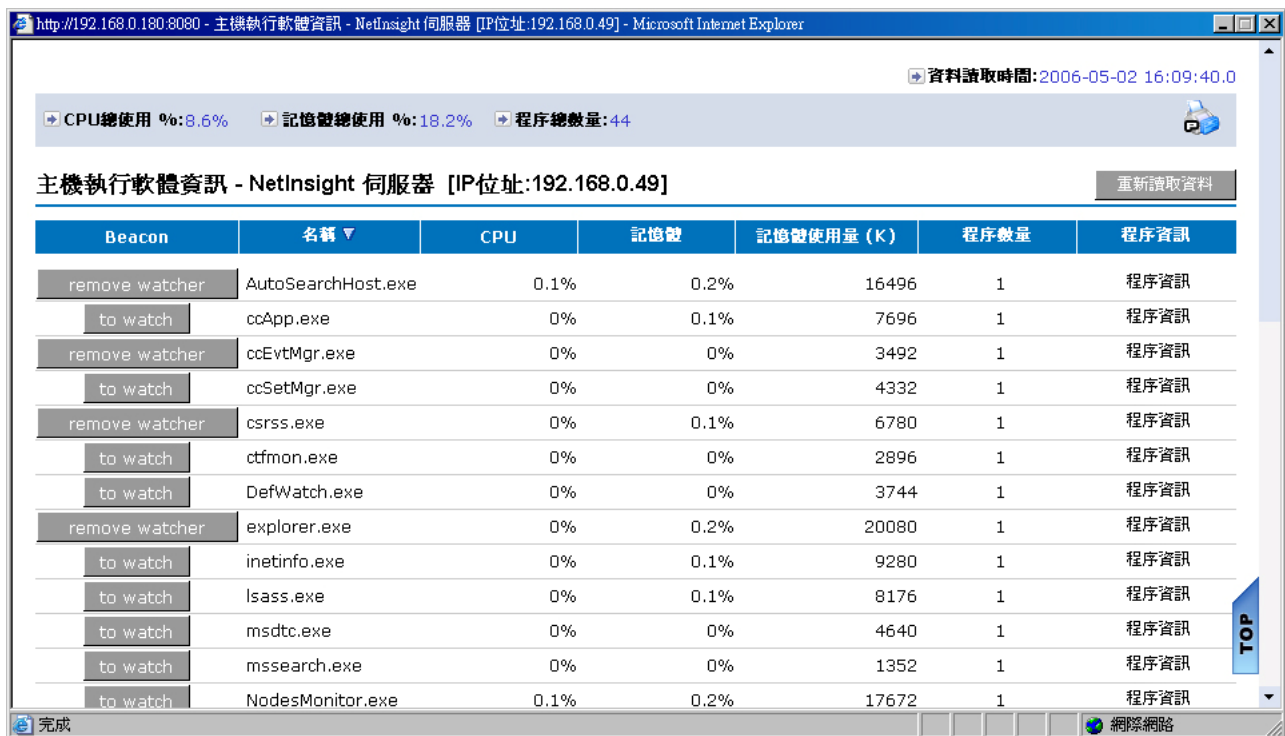 http://192.168.0.180:8080 - 主機執行軟體資訊 - NetInsight 伺服器 [IP位址:192.168.0.49] - Microsoft Internet Explorer
資料讀取時間:2006-05-02 16:09:40.0
CPU總使用 %:8.6% 記憶體總使用 %:18.2% 程序總數量:44
主機執行軟體資訊 - NetInsight 伺服器 [IP位址:192.168.0.49] 重新讀取資料
Beacon 名稱 CPU 記憶體 記憶體使用量 (K) 程序數量 程序資訊
remove watcher AutoSearchHost.exe 0.1% 0.2% 16496 1 程序資訊
to watch ccApp.exe 0% 0.1% 7696 1 程序資訊
remove watcher ccEvtMgr.exe 0% 0% 3492 1 程序資訊
to watch ccSetMgr.exe 0% 0% 4332 1 程序資訊
remove watcher csrss.exe 0% 0.1% 6780 1 程序資訊
to watch ctfmon.exe 0% 0% 2896 1 程序資訊
to watch DefWatch.exe 0% 0% 3744 1 程序資訊
remove watcher explorer.exe 0% 0.2% 20080 1 程序資訊
to watch inetinfo.exe 0% 0.1% 9280 1 程序資訊
to watch lsass.exe 0% 0.1% 8176 1 程序資訊
to watch msdtc.exe 0% 0% 4640 1 程序資訊
to watch mssearch.exe 0% 0% 1352 1 程序資訊
to watch NodesMonitor.exe 0.1% 0.2% 17672 1 程序資訊
TOP
完成 網際網路